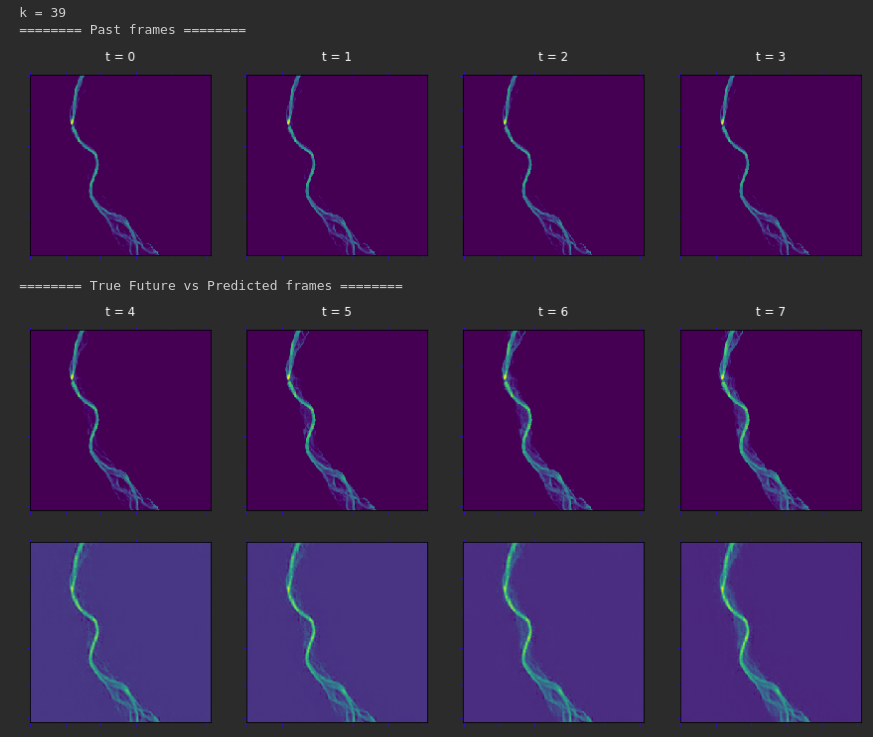 k = 39
======== Past frames ========
t = 0 t = 1 t = 2 t = 3
======== True Future vs Predicted frames ========
t = 4 t = 5 t = 6 t = 7